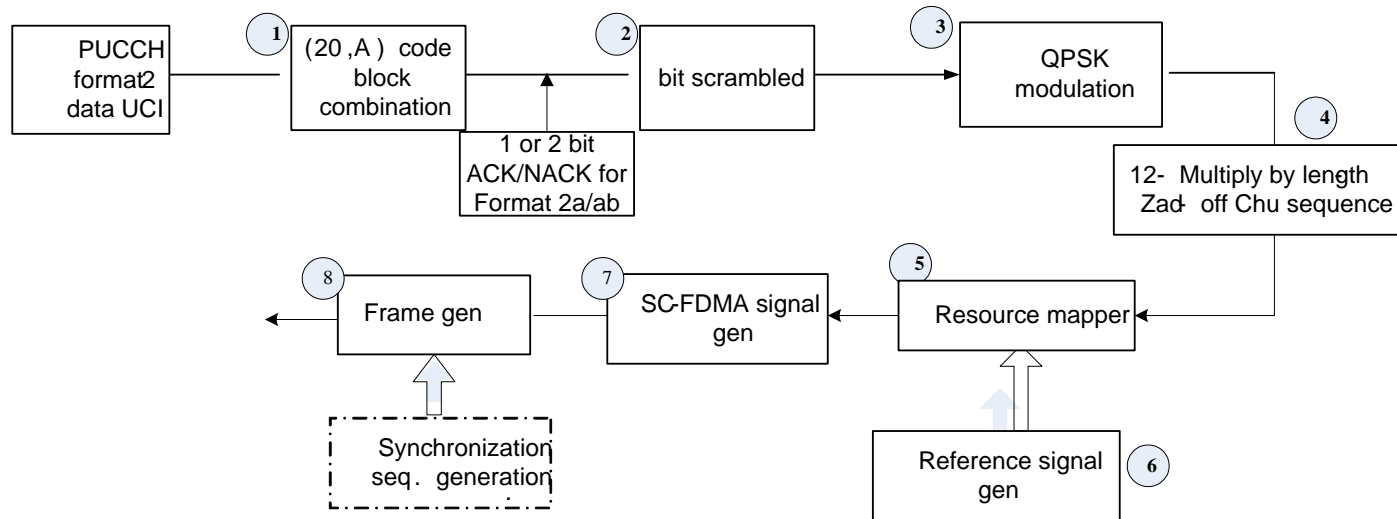 1
PUCCH
format2
data UCI
(20 ,A ) code
block
combination
2
bit scrambled
3
QPSK
modulation
4
1 or 2 bit
ACK/NACK for
Format 2a/ab
12- Multiply by length-
Zad- off Chu sequence
8
Frame gen
7
SC-FDMA signal
gen
5
Resource mapper
Synchronization
seq. generation
.
Reference signal
gen
6